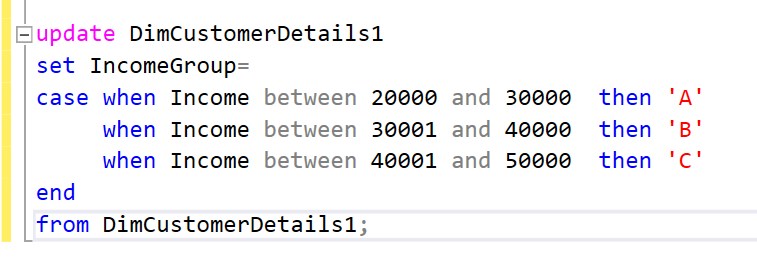 update DimCustomerDetails1
set IncomeGroup=
case when Income between 20000 and 30000  then 'A'
     when Income between 30001 and 40000  then 'B'
     when Income between 40001 and 50000  then 'C'
end
from DimCustomerDetails1;